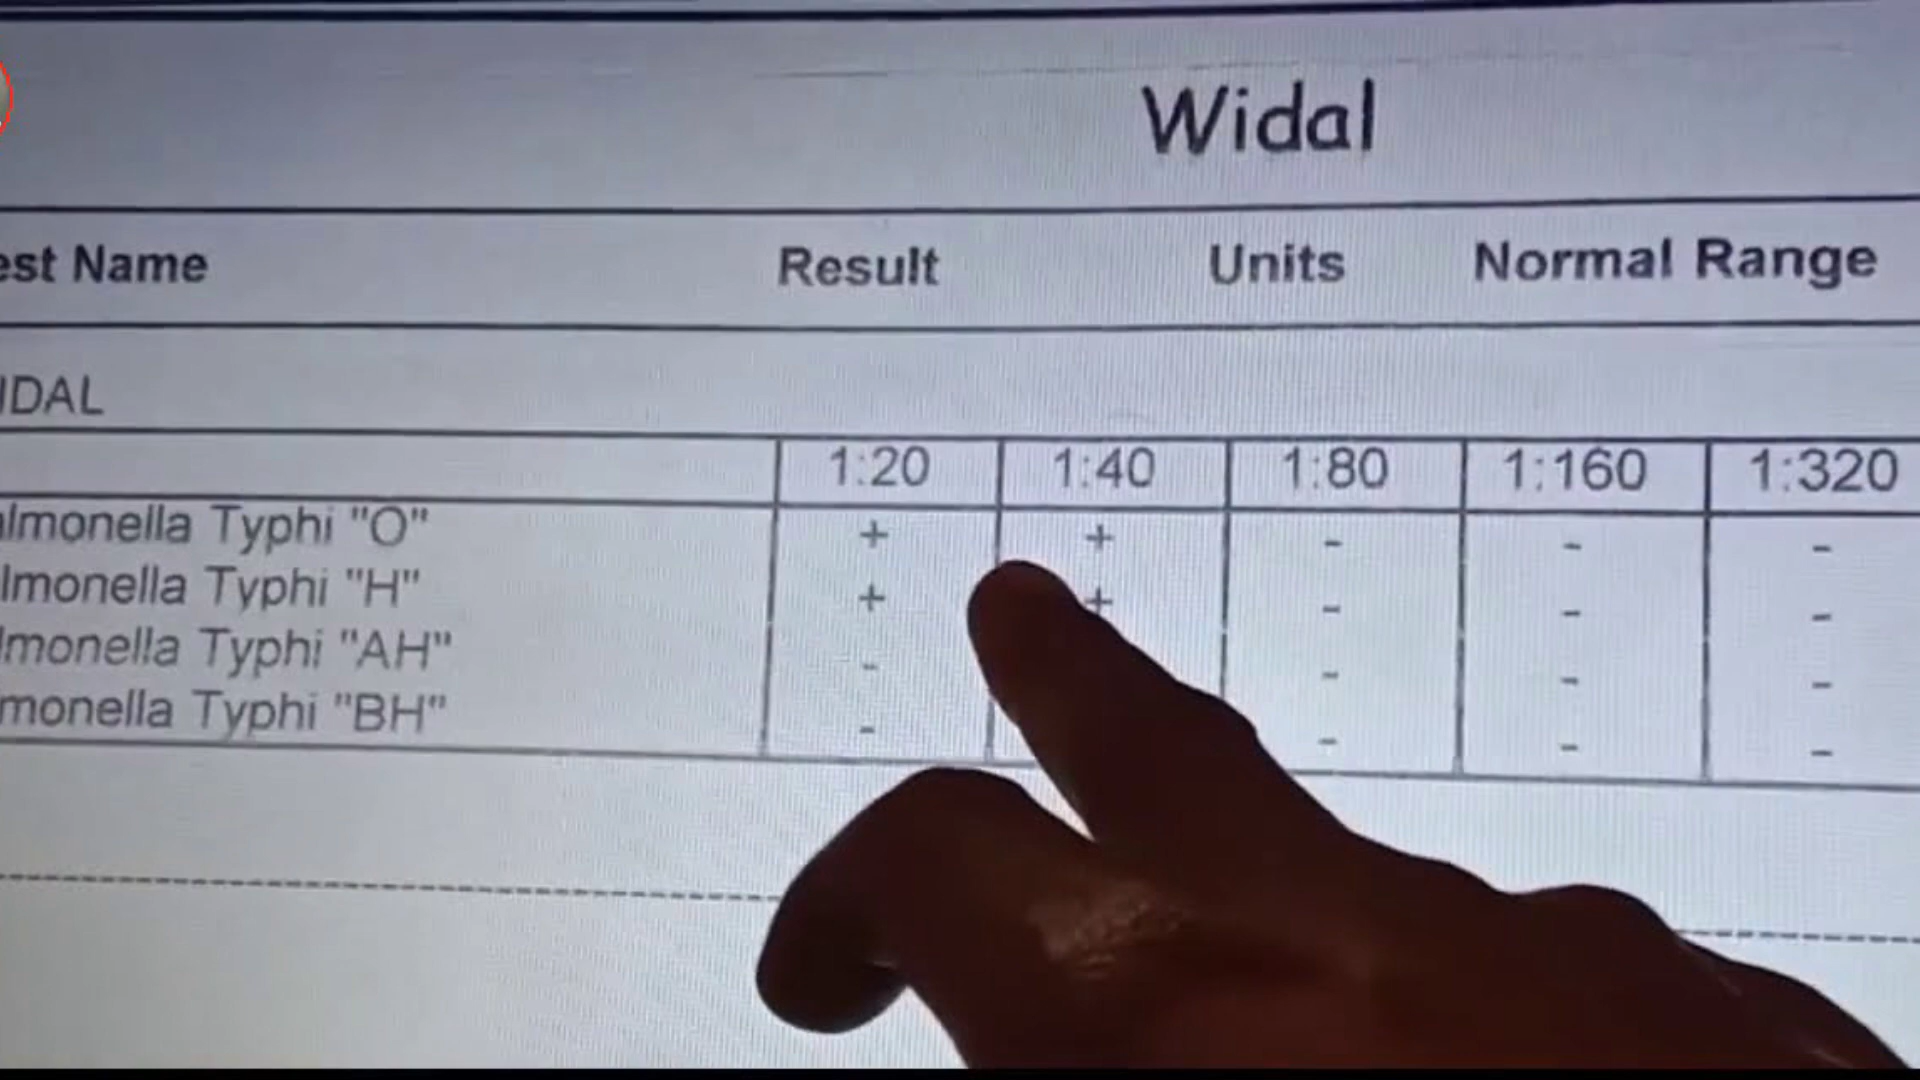 Widal
est Name Result Units Normal Range
IDAL
1:20 1:40 1:80 1:160 1:320
almonella Typhi "O" + + - - -
lmonella Typhi "H" + + - - -
lmonella Typhi "AH" - - - -
monella Typhi "BH" - - - -